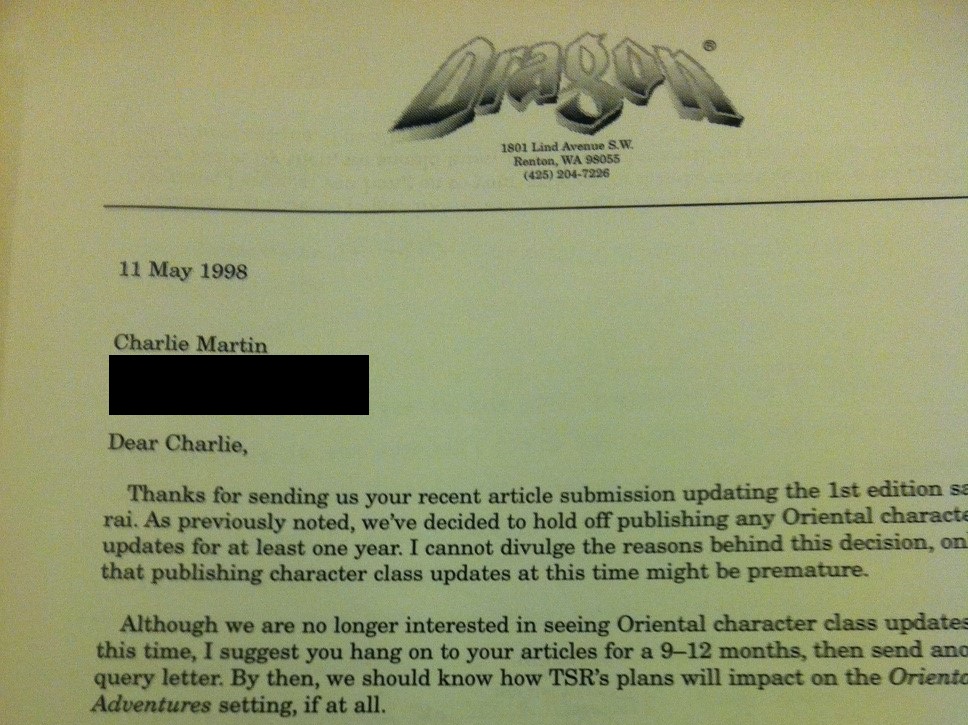 Dragon®
1801 Lind Avenue S.W.
Renton, WA 98055
(425) 204-7226
11 May 1998
Charlie Martin
Dear Charlie,
Thanks for sending us your recent article submission updating the 1st edition sa
rai. As previously noted, we've decided to hold off publishing any Oriental characte
updates for at least one year. I cannot divulge the reasons behind this decision, on
that publishing character class updates at this time might be premature.
Although we are no longer interested in seeing Oriental character class updates
this time, I suggest you hang on to your articles for a 9–12 months, then send ano
query letter. By then, we should know how TSR's plans will impact on the Oriento
Adventures setting, if at all.